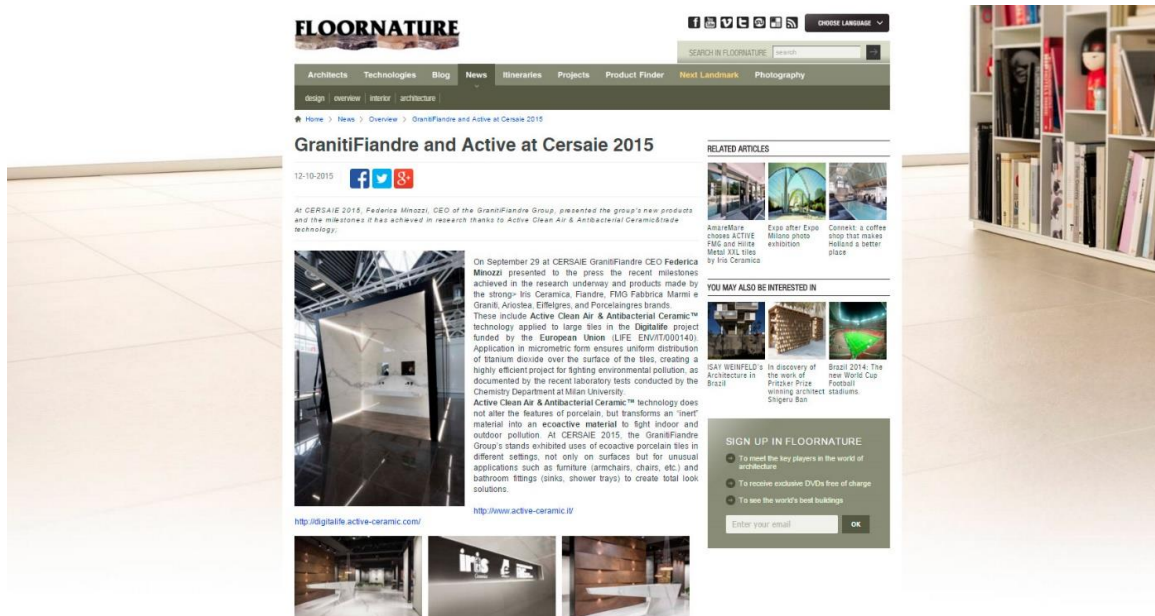 FLOORNATURE
CHOOSE LANGUAGE
SEARCH IN FLOORNATURE search
Architects Technologies Blog News Itineraries Projects Product Finder Next Landmark Photography
design overview interior architecture
Home > News > Overview > GranitiFiandre and Active at Cersaie 2015
GranitiFiandre and Active at Cersaie 2015
12-10-2015
At CERSAIE 2015, Federica Minozzi, CEO of the GranitiFiandre Group, presented the group's new products
and the milestones it has achieved in research thanks to Active Clean Air & Antibacterial Ceramic&trade
technology;
On September 29 at CERSAIE GranitiFiandre CEO Federica
Minozzi presented to the press the recent milestones
achieved in the research underway and products made by
the strong> Iris Ceramica, Fiandre, FMG Fabbrica Marmi e
Graniti, Ariostea, Eiffelgres, and Porcelaingres brands.
These include Active Clean Air & Antibacterial Ceramic™
technology applied to large tiles in the Digitalife project
funded by the European Union (LIFE ENV/IT/000140).
Application in micrometric form ensures uniform distribution
of titanium dioxide over the surface of the tiles, creating a
highly efficient project for fighting environmental pollution, as
documented by the recent laboratory tests conducted by the
Chemistry Department at Milan University.
Active Clean Air & Antibacterial Ceramic™ technology does
not alter the features of porcelain, but transforms an "inert"
material into an ecoactive material to fight indoor and
outdoor pollution. At CERSAIE 2015, the GranitiFiandre
Group's stands exhibited uses of ecoactive porcelain tiles in
different settings, not only on surfaces but for unusual
applications such as furniture (armchairs, chairs, etc.) and
bathroom fittings (sinks, shower trays) to create total look
solutions.
http://www.active-ceramic.it/
http://digitalife.active-ceramic.com/
iris
RELATED ARTICLES
AmareMare
choses ACTIVE
FMG and Hilite
Metal XXL tiles
by Iris Ceramica
Expo after Expo
Milano photo
exhibition
Connekt: a coffee
shop that makes
Holland a better
place
YOU MAY ALSO BE INTERESTED IN
ISAY WEINFELD's
Architecture in
Brazil
In discovery of
the work of
Pritzker Prize
winning architect
Shigeru Ban
Brazil 2014: The
new World Cup
Football
stadiums.
SIGN UP IN FLOORNATURE
To meet the key players in the world of
architecture
To receive exclusive DVDs free of charge
To see the world's best buildings
Enter your email OK